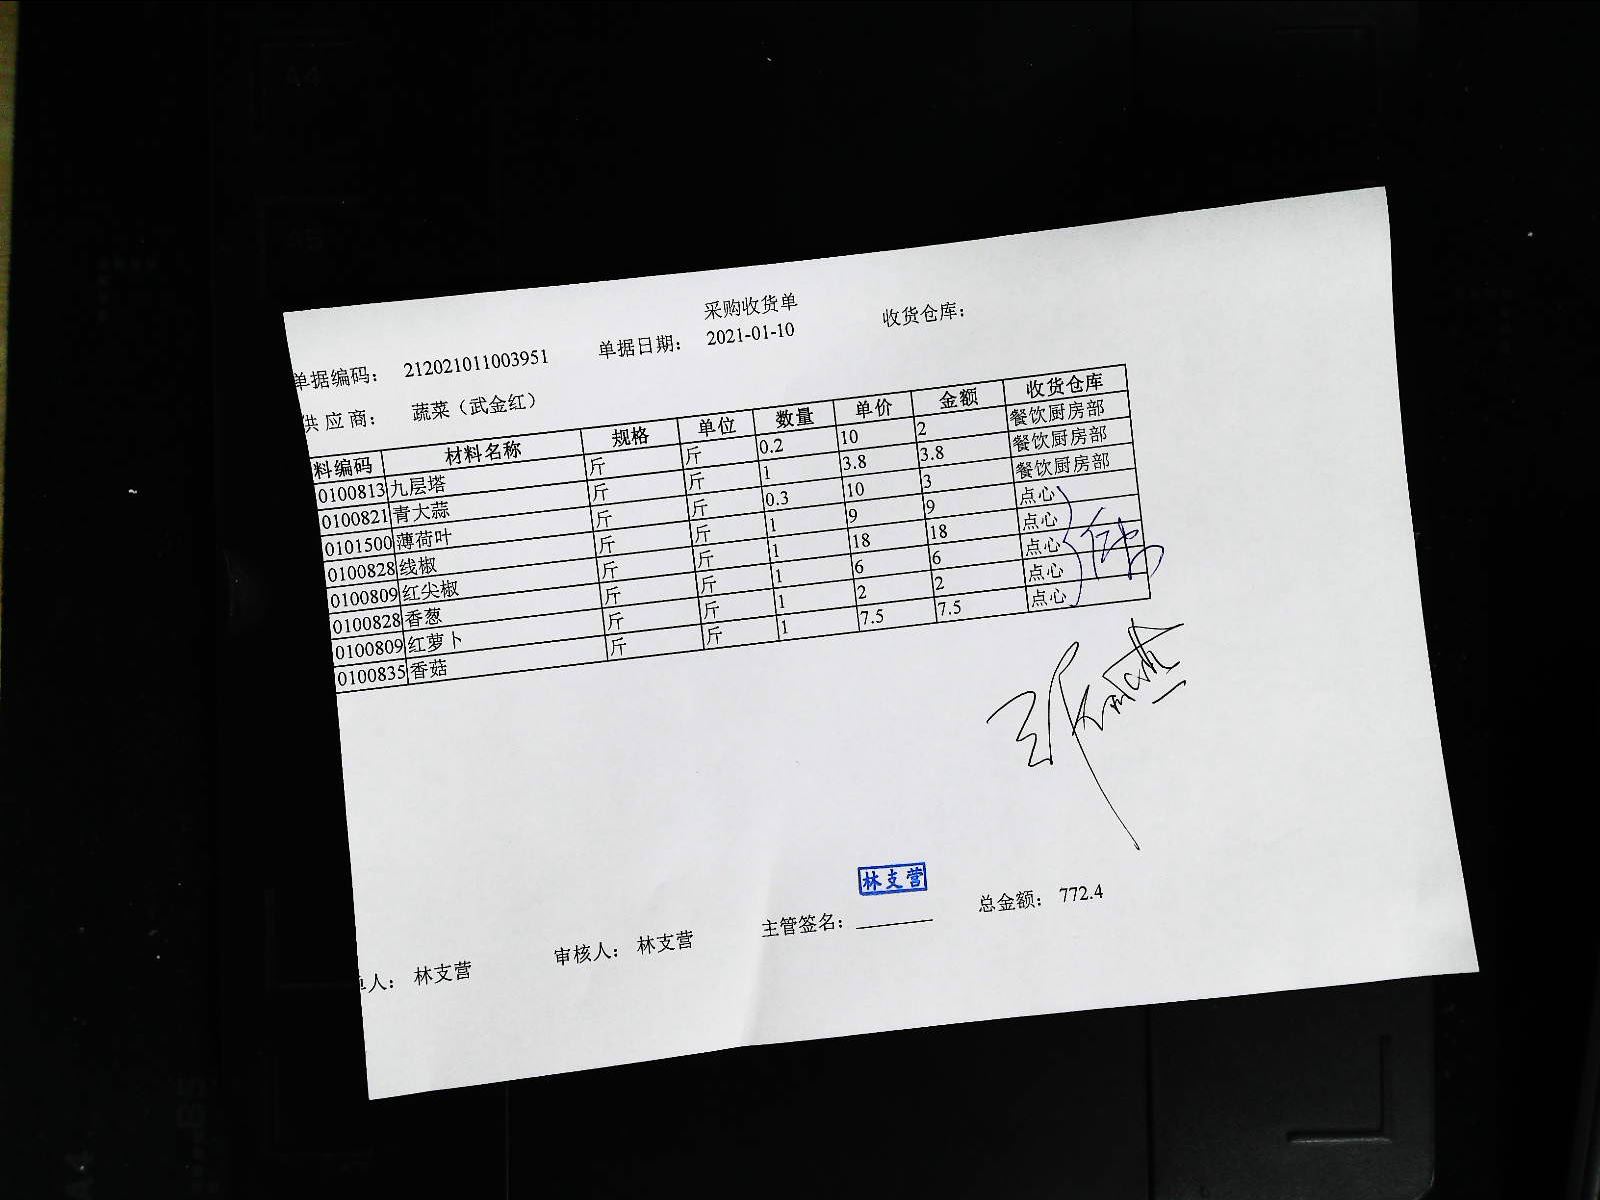 采购收货单
单据编码： 212021011003951 单据日期： 2021-01-10 收货仓库：
供 应 商： 蔬菜（武金红）
料编码 材料名称 规格 单位 数量 单价 金额 收货仓库
0100813 九层塔 斤 斤 0.2 10 2 餐饮厨房部
0100821 青大蒜 斤 斤 1 3.8 3.8 餐饮厨房部
0101500 薄荷叶 斤 斤 0.3 10 3 餐饮厨房部
0100828 线椒 斤 斤 1 9 9 点心
0100809 红尖椒 斤 斤 1 18 18 点心
0100828 香葱 斤 斤 1 6 6 点心
0100809 红萝卜 斤 斤 1 2 2 点心
0100835 香菇 斤 斤 1 7.5 7.5 点心
林支营
单人： 林支营 审核人： 林支营 主管签名： 总金额： 772.4